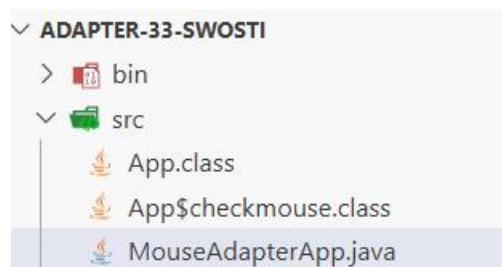 ADAPTER-33-SWOSTI
bin
src
App.class
App$checkmouse.class
MouseAdapterApp.java